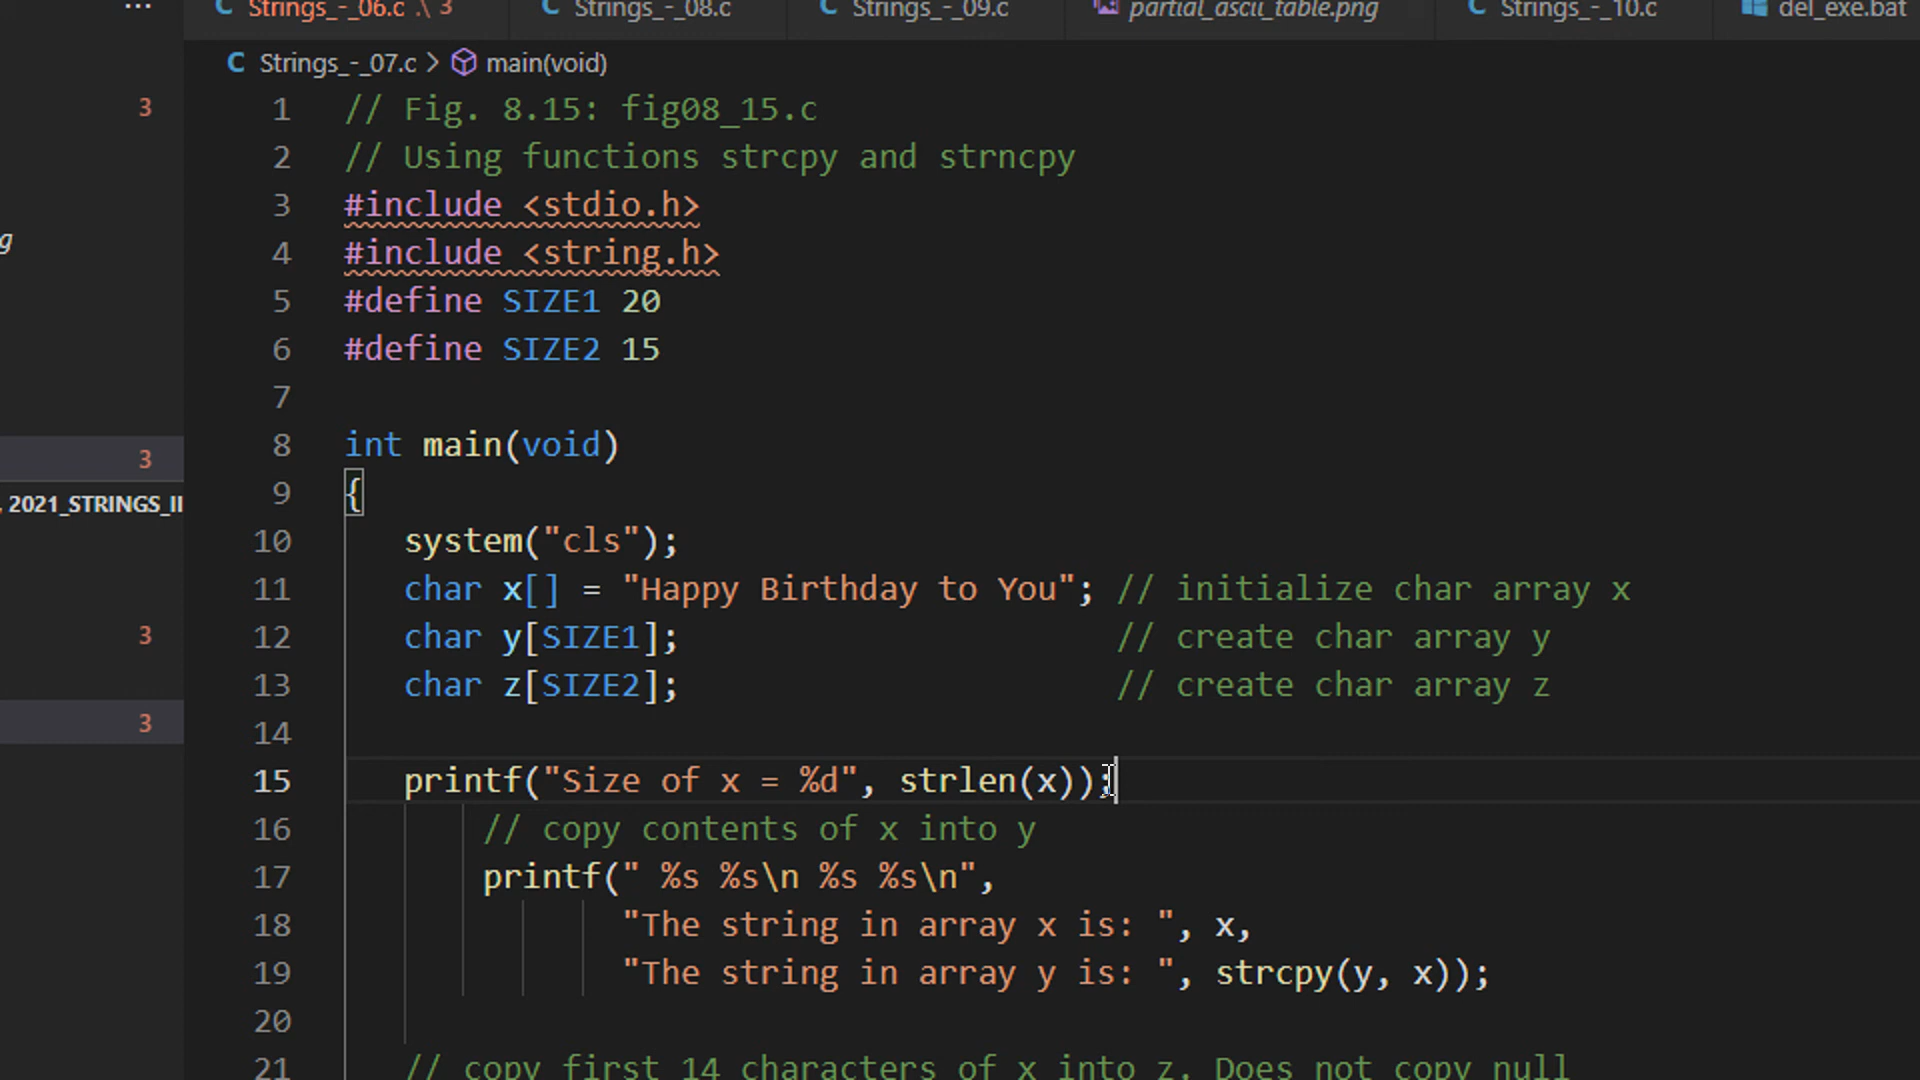 Strings_-_06.c .\ 3 Strings_-_08.c Strings_-_09.c partial_ascii_table.png Strings_-_10.c del_exe.bat
Strings_-_07.c > main(void)
3
g
3
, 2021_STRINGS_II
3
3
1 // Fig. 8.15: fig08_15.c
2 // Using functions strcpy and strncpy
3 #include <stdio.h>
4 #include <string.h>
5 #define SIZE1 20
6 #define SIZE2 15
7
8 int main(void)
9 {
10 system("cls");
11 char x[] = "Happy Birthday to You"; // initialize char array x
12 char y[SIZE1]; // create char array y
13 char z[SIZE2]; // create char array z
14
15 printf("Size of x = %d", strlen(x));
16 // copy contents of x into y
17 printf(" %s %s\n %s %s\n",
18 "The string in array x is: ", x,
19 "The string in array y is: ", strcpy(y, x));
20
21 // copy first 14 characters of x into z. Does not copy null